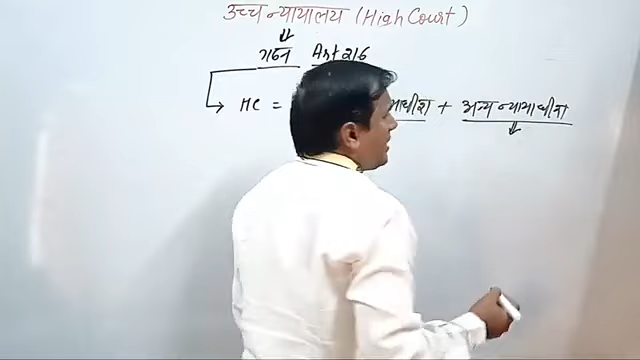 उच्च न्यायालय (High Court)
गठन Art 216
HC = याधीश + अन्य न्यायाधीश